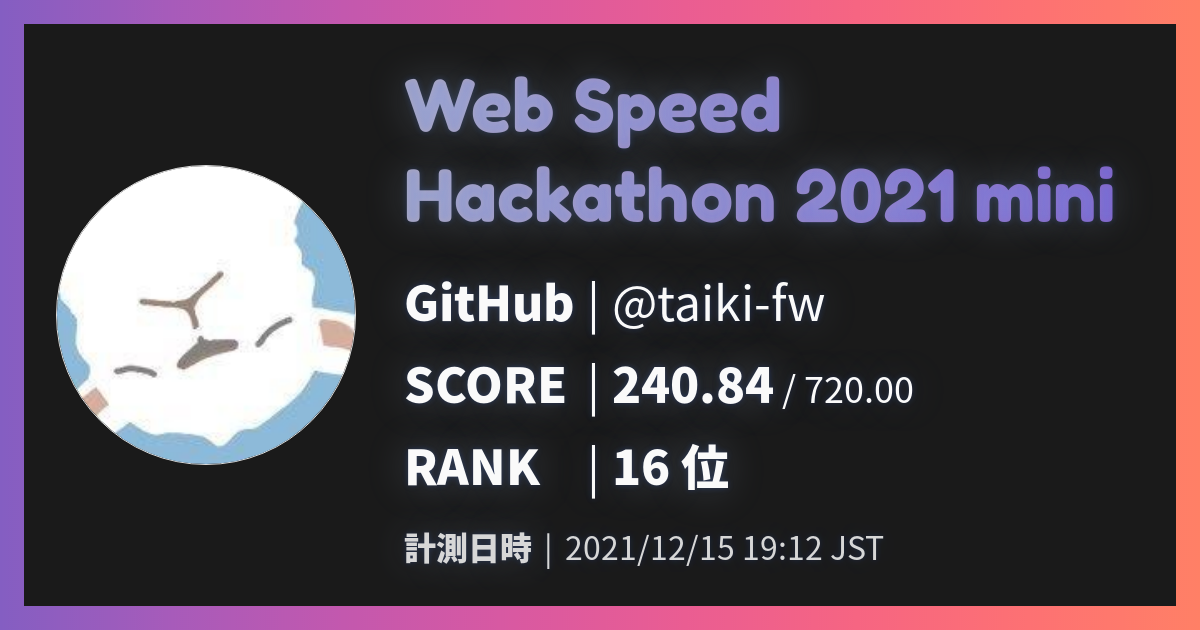 Web Speed
Hackathon 2021 mini
GitHub | @taiki-fw
SCORE | 240.84 / 720.00
RANK | 16 位
計測日時 | 2021/12/15 19:12 JST